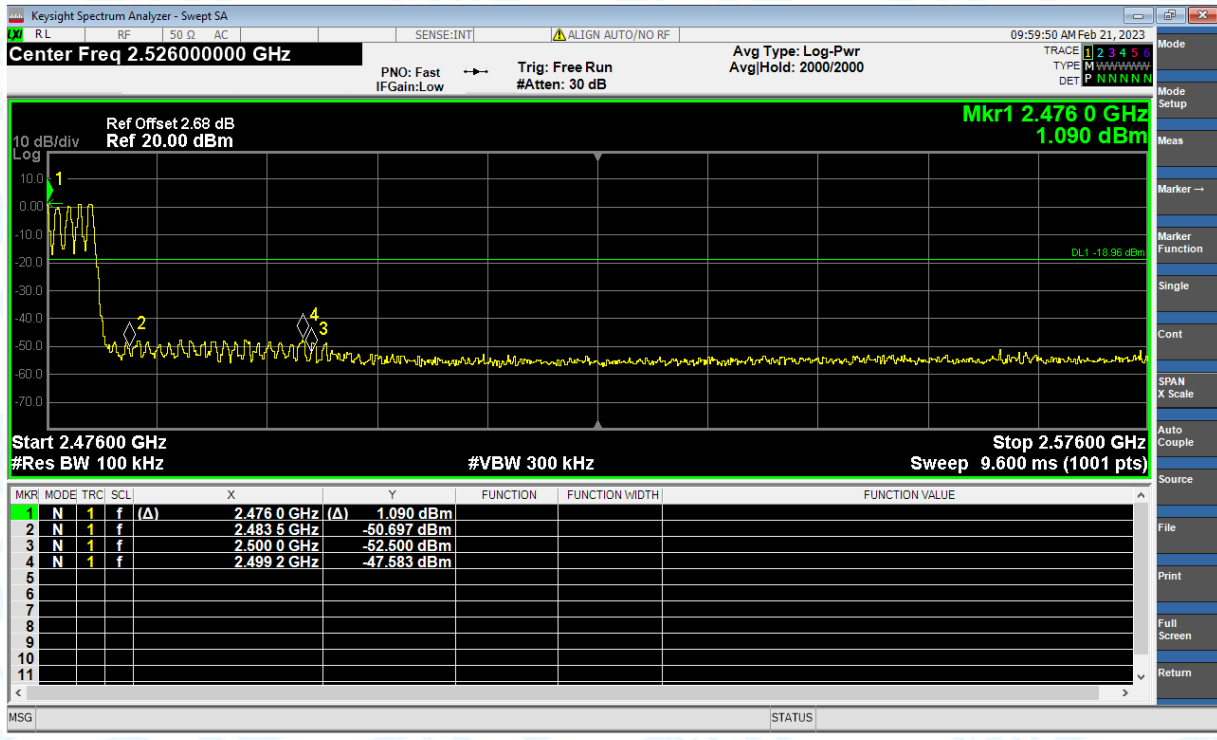 Keysight Spectrum Analyzer - Swept SA
LXI RL RF 50 Ω AC SENSE:INT ALIGN AUTO/NO RF 09:59:50 AM Feb 21, 2023
Center Freq 2.526000000 GHz
PNO: Fast
IFGain:Low
Trig: Free Run
#Atten: 30 dB
Avg Type: Log-Pwr
Avg|Hold: 2000/2000
TRACE 1 2 3 4 5 6
TYPE M WWWWW
DET P N N N N N
Ref Offset 2.68 dB
Ref 20.00 dBm
10 dB/div
Log
Mkr1 2.476 0 GHz
1.090 dBm
10.0
0.00
-10.0
-20.0
-30.0
-40.0
-50.0
-60.0
-70.0
1
2
4
3
DL1 -18.96 dBm
Start 2.47600 GHz Stop 2.57600 GHz
#Res BW 100 kHz #VBW 300 kHz Sweep 9.600 ms (1001 pts)
MKR MODE TRC SCL X Y FUNCTION FUNCTION WIDTH FUNCTION VALUE
1 N 1 f (Δ) 2.476 0 GHz (Δ) 1.090 dBm
2 N 1 f 2.483 5 GHz -50.697 dBm
3 N 1 f 2.500 0 GHz -52.500 dBm
4 N 1 f 2.499 2 GHz -47.583 dBm
5
6
7
8
9
10
11
MSG STATUS
Mode
Mode
Setup
Meas
Marker →
Marker
Function
Single
Cont
SPAN
X Scale
Auto
Couple
Source
File
Print
Full
Screen
Return